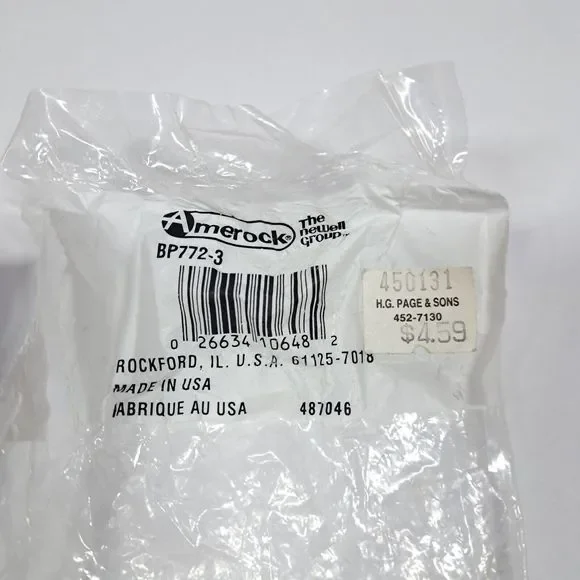 Amerock®
The
newell
Group™
BP772-3
0 26634 10648 2
ROCKFORD, IL. U.S.A. 61125-7018
MADE IN USA
FABRIQUE AU USA 487046
450131
H.G. PAGE & SONS
452-7130
$4.59